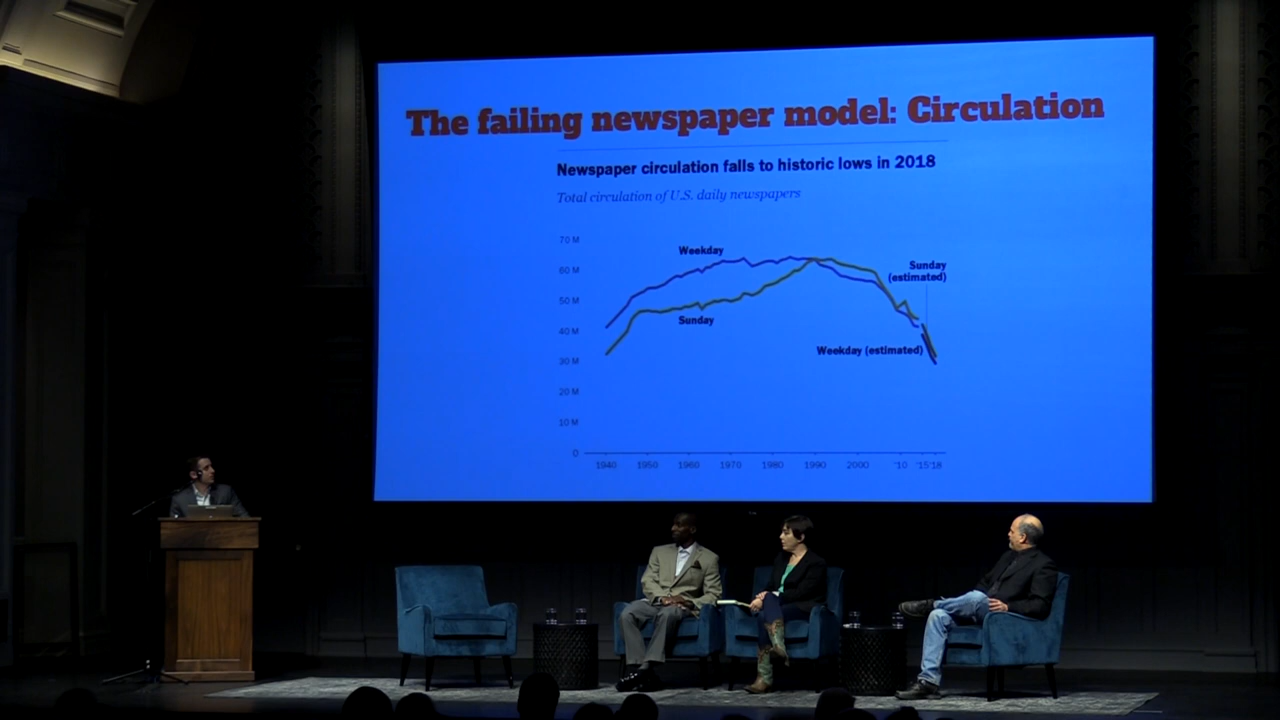 The failing newspaper model: Circulation
Newspaper circulation falls to historic lows in 2018
Total circulation of U.S. daily newspapers
70 M
60 M
50 M
40 M
30 M
20 M
10 M
0
Weekday
Sunday
Sunday
(estimated)
Weekday (estimated)
1940 1950 1960 1970 1980 1990 2000 '10 '15 '18